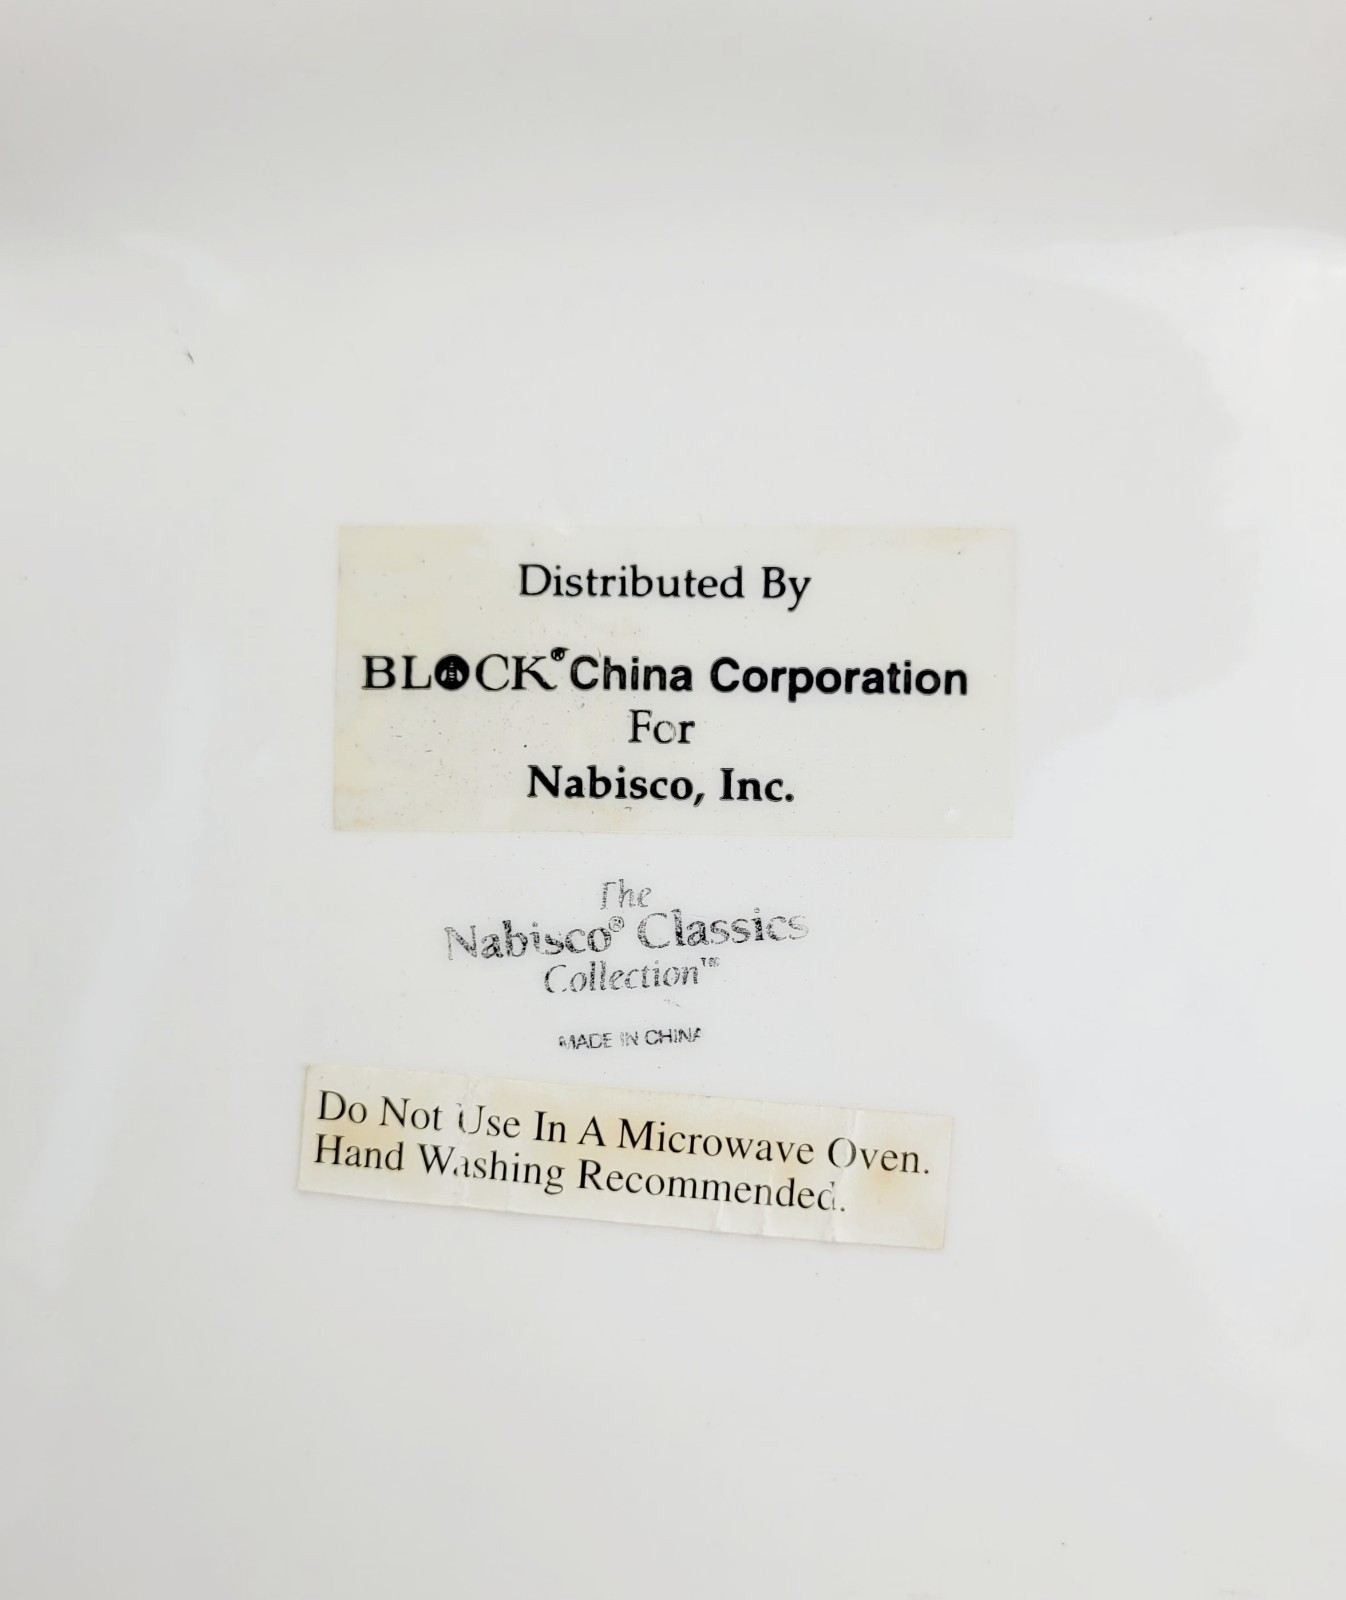 Distributed By
BLOCK® China Corporation
For
Nabisco, Inc.
The
Nabisco® Classics
Collection™
MADE IN CHINA
Do Not Use In A Microwave Oven.
Hand Washing Recommended.